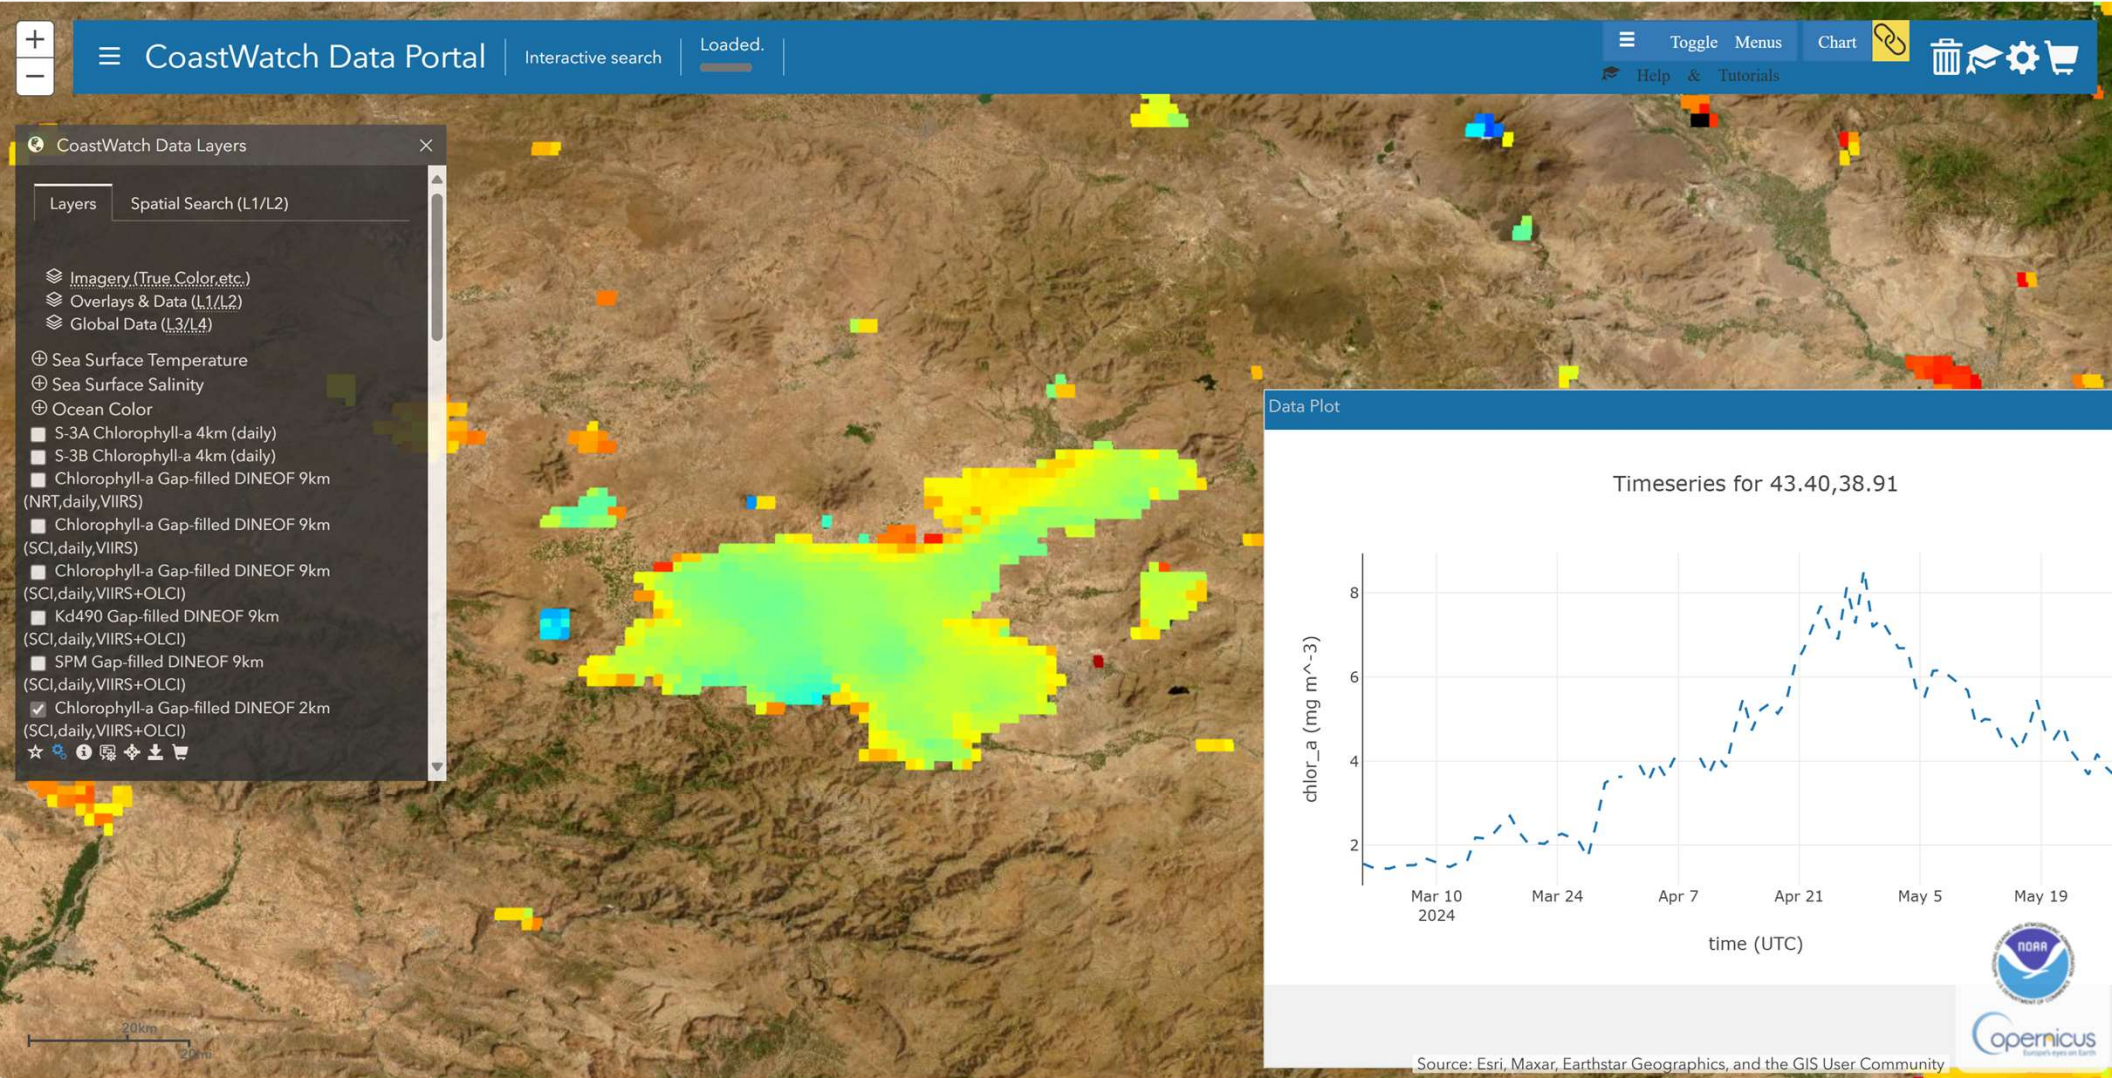 +
−
CoastWatch Data Portal
Interactive search
Loaded.
Toggle Menus
Chart
Help & Tutorials
CoastWatch Data Layers
Layers
Spatial Search (L1/L2)
Imagery (True Color,etc.)
Overlays & Data (L1/L2)
Global Data (L3/L4)
Sea Surface Temperature
Sea Surface Salinity
Ocean Color
S-3A Chlorophyll-a 4km (daily)
S-3B Chlorophyll-a 4km (daily)
Chlorophyll-a Gap-filled DINEOF 9km
(NRT,daily,VIIRS)
Chlorophyll-a Gap-filled DINEOF 9km
(SCI,daily,VIIRS)
Chlorophyll-a Gap-filled DINEOF 9km
(SCI,daily,VIIRS+OLCI)
Kd490 Gap-filled DINEOF 9km
(SCI,daily,VIIRS+OLCI)
SPM Gap-filled DINEOF 9km
(SCI,daily,VIIRS+OLCI)
Chlorophyll-a Gap-filled DINEOF 2km
(SCI,daily,VIIRS+OLCI)
20km
20mi
Data Plot
Timeseries for 43.40,38.91
chlor_a (mg m^-3)
8
6
4
2
Mar 10
2024
Mar 24
Apr 7
Apr 21
May 5
May 19
time (UTC)
NOAA
Copernicus
Europe's eyes on Earth
Source: Esri, Maxar, Earthstar Geographics, and the GIS User Community